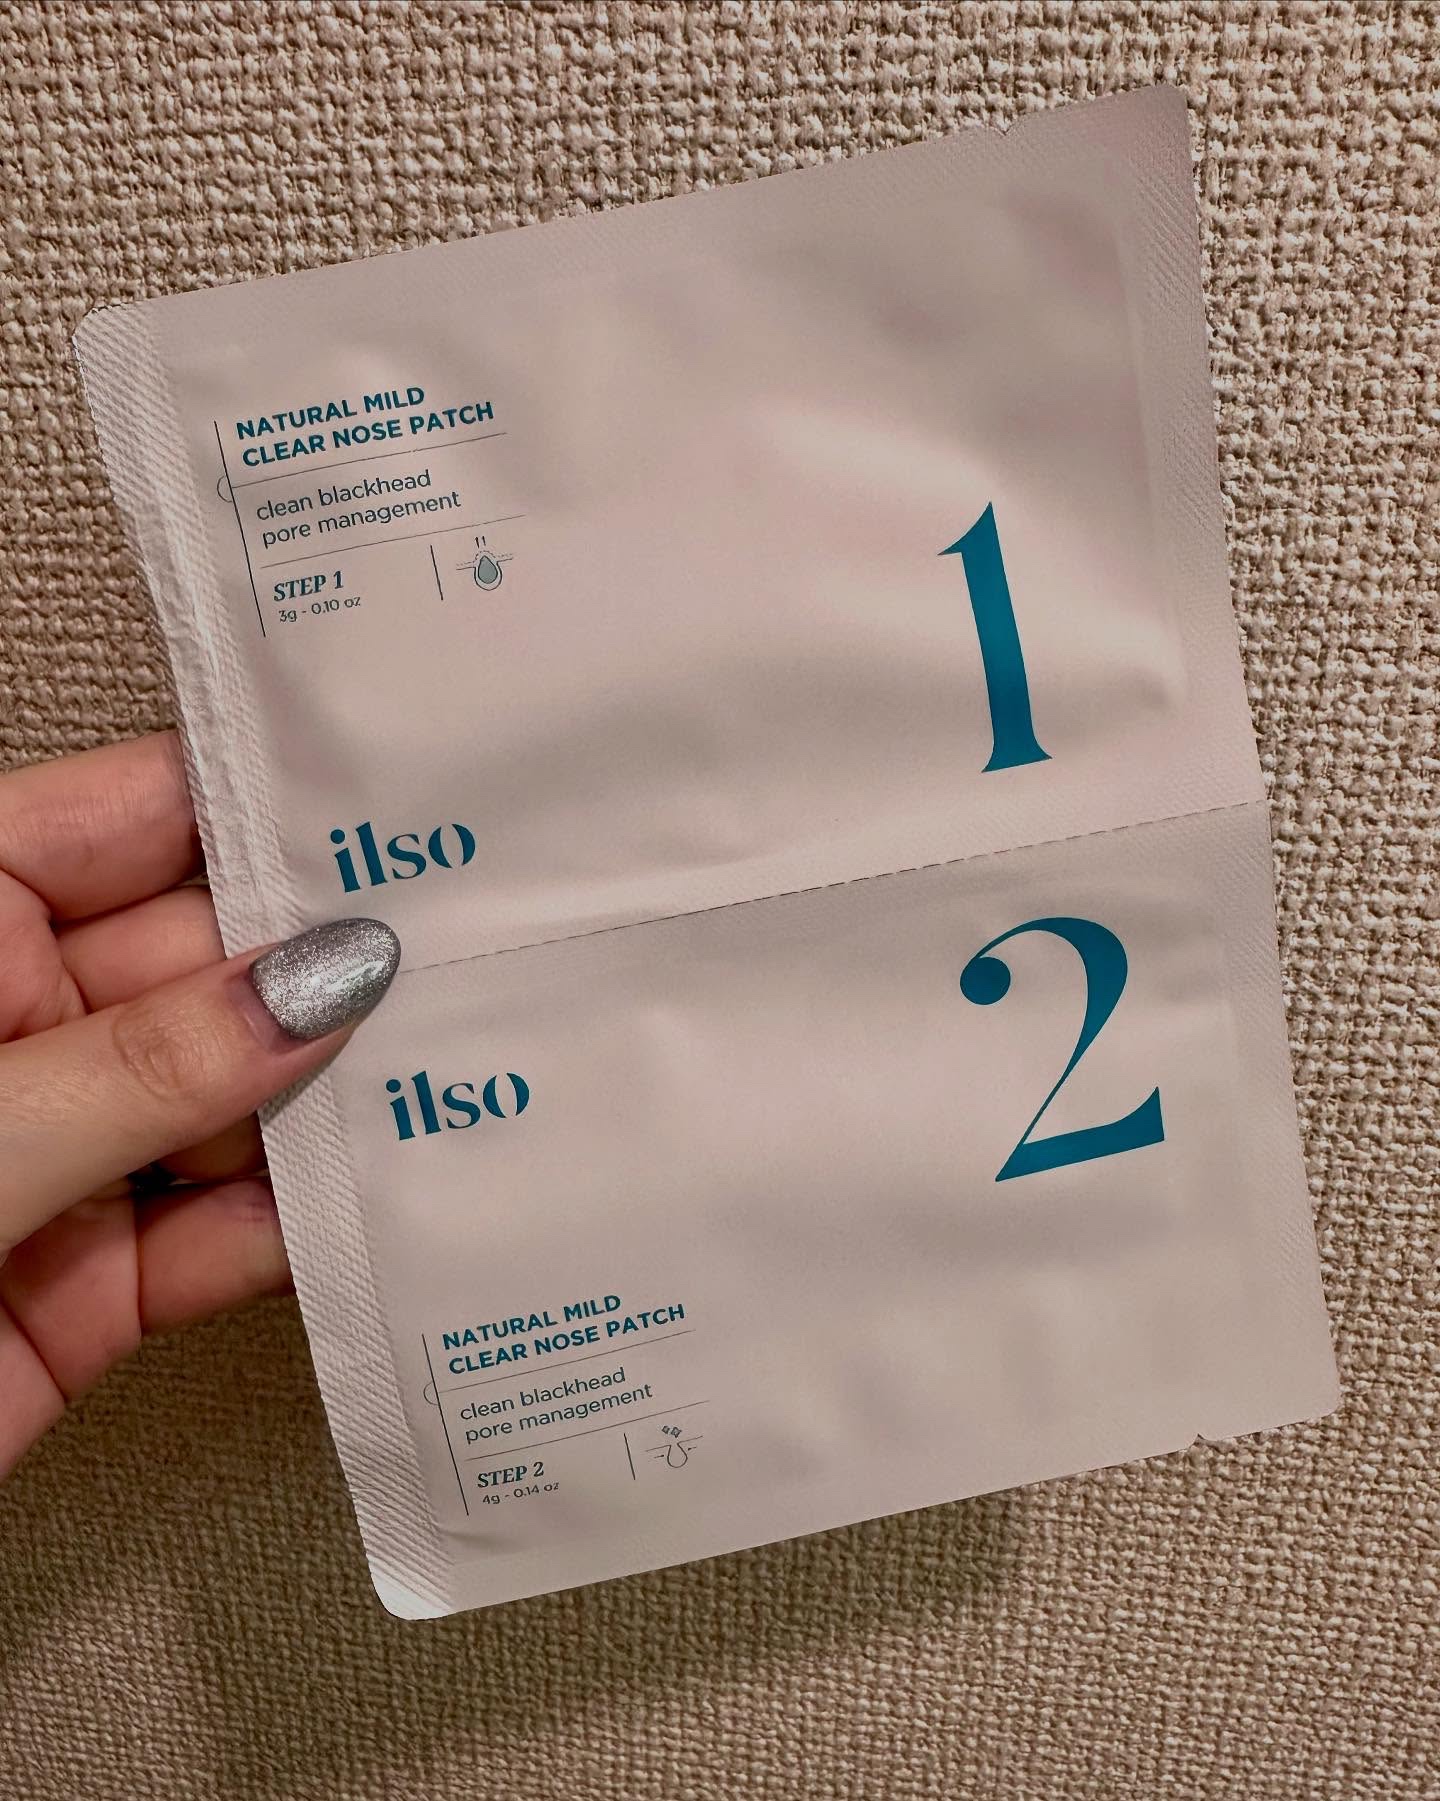 NATURAL MILD
CLEAR NOSE PATCH
clean blackhead
pore management
STEP 1
3g - 0.10 oz
1
ilso
ilso
2
NATURAL MILD
CLEAR NOSE PATCH
clean blackhead
pore management
STEP 2
4g - 0.14 oz